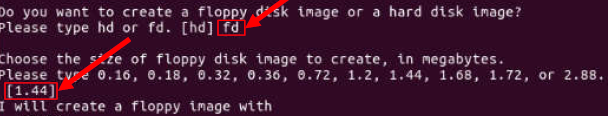 Do you want to create a floppy disk image or a hard disk image?
Please type hd or fd. [hd] fd
Choose the size of floppy disk image to create, in megabytes.
Please type 0.16, 0.18, 0.32, 0.36, 0.72, 1.2, 1.44, 1.68, 1.72, or 2.88.
[1.44]
I will create a floppy image with